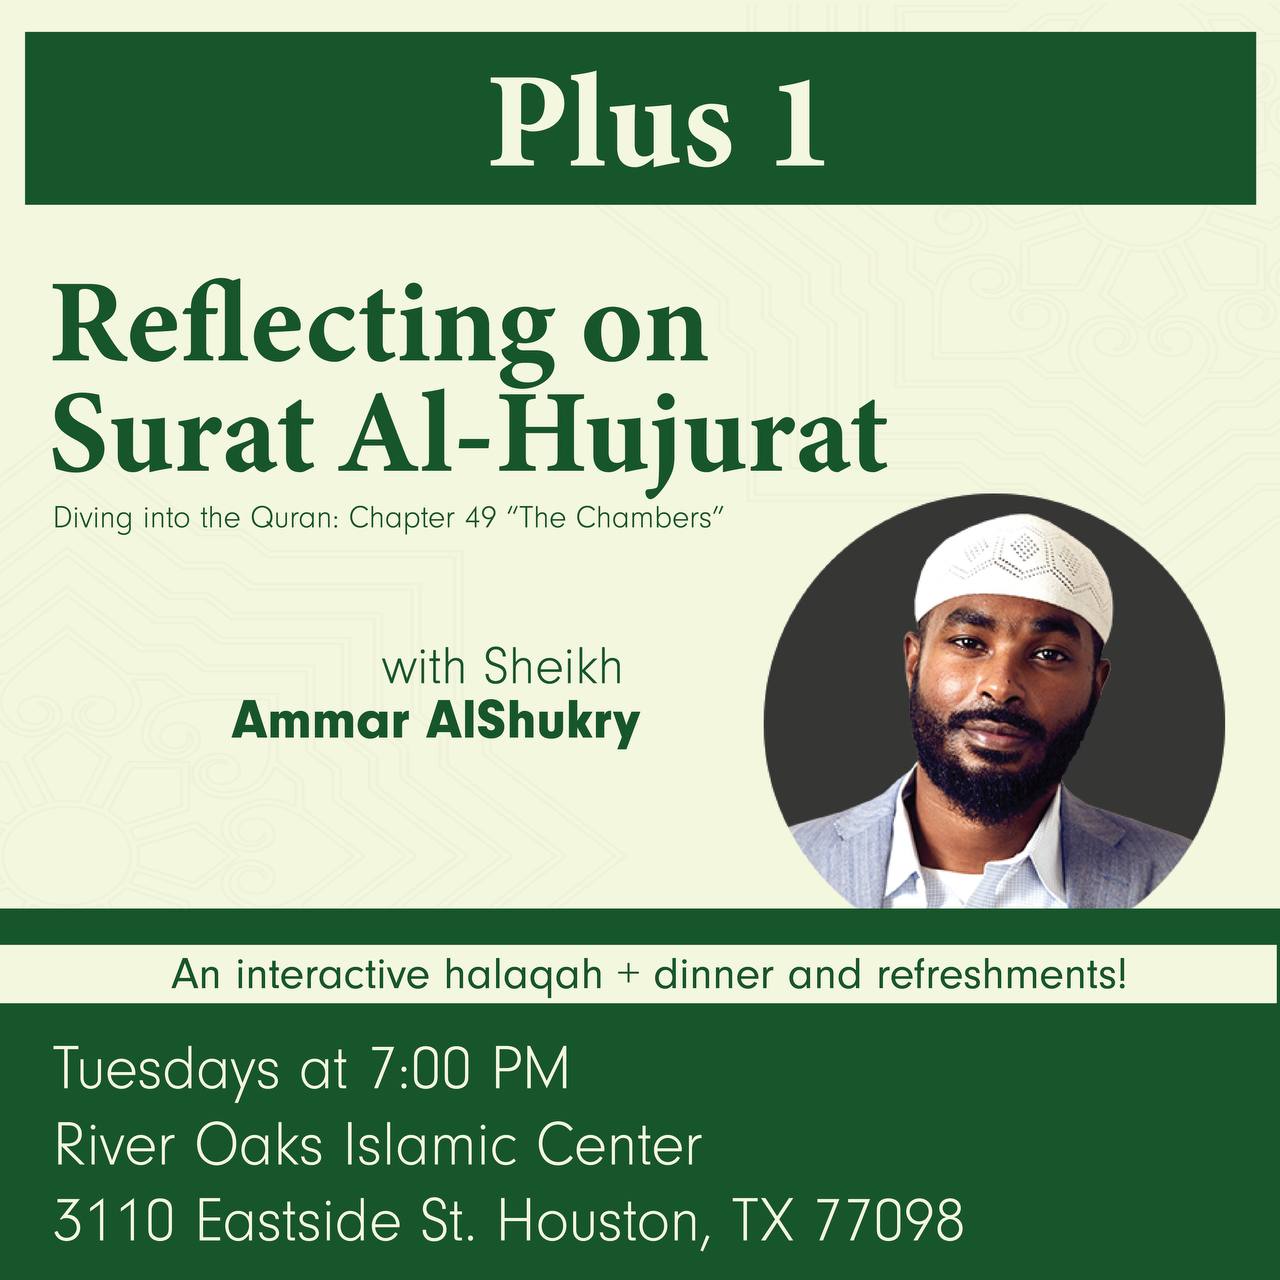 Plus 1
Reflecting on
Surat Al-Hujurat
Diving into the Quran: Chapter 49 “The Chambers”
with Sheikh
Ammar AlShukry
An interactive halaqah + dinner and refreshments!
Tuesdays at 7:00 PM
River Oaks Islamic Center
3110 Eastside St. Houston, TX 77098